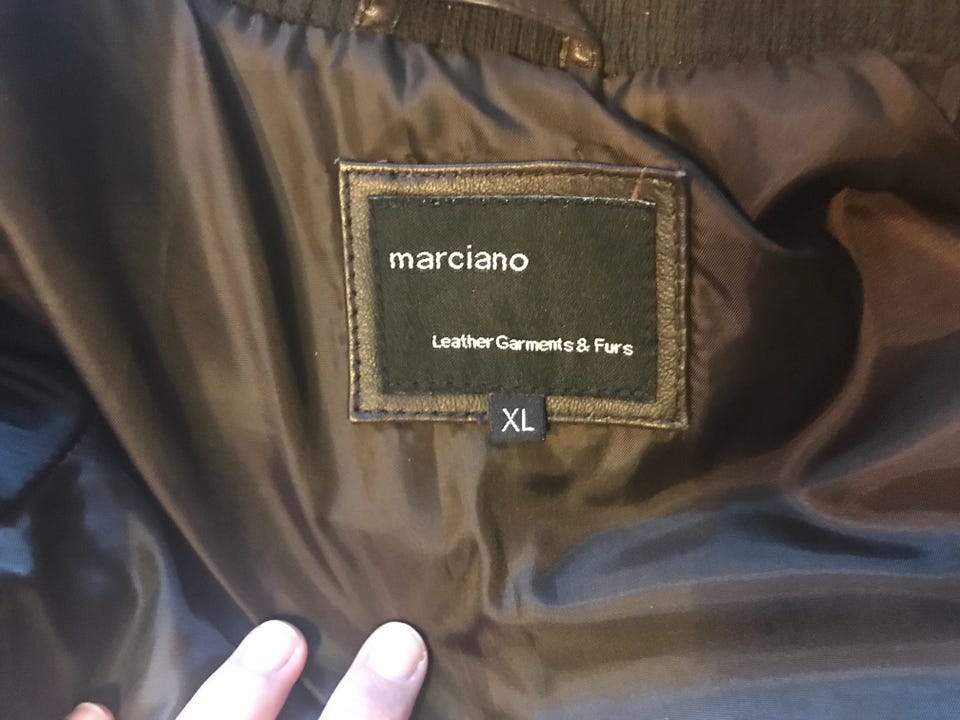 marciano
Leather Garments & Furs
XL